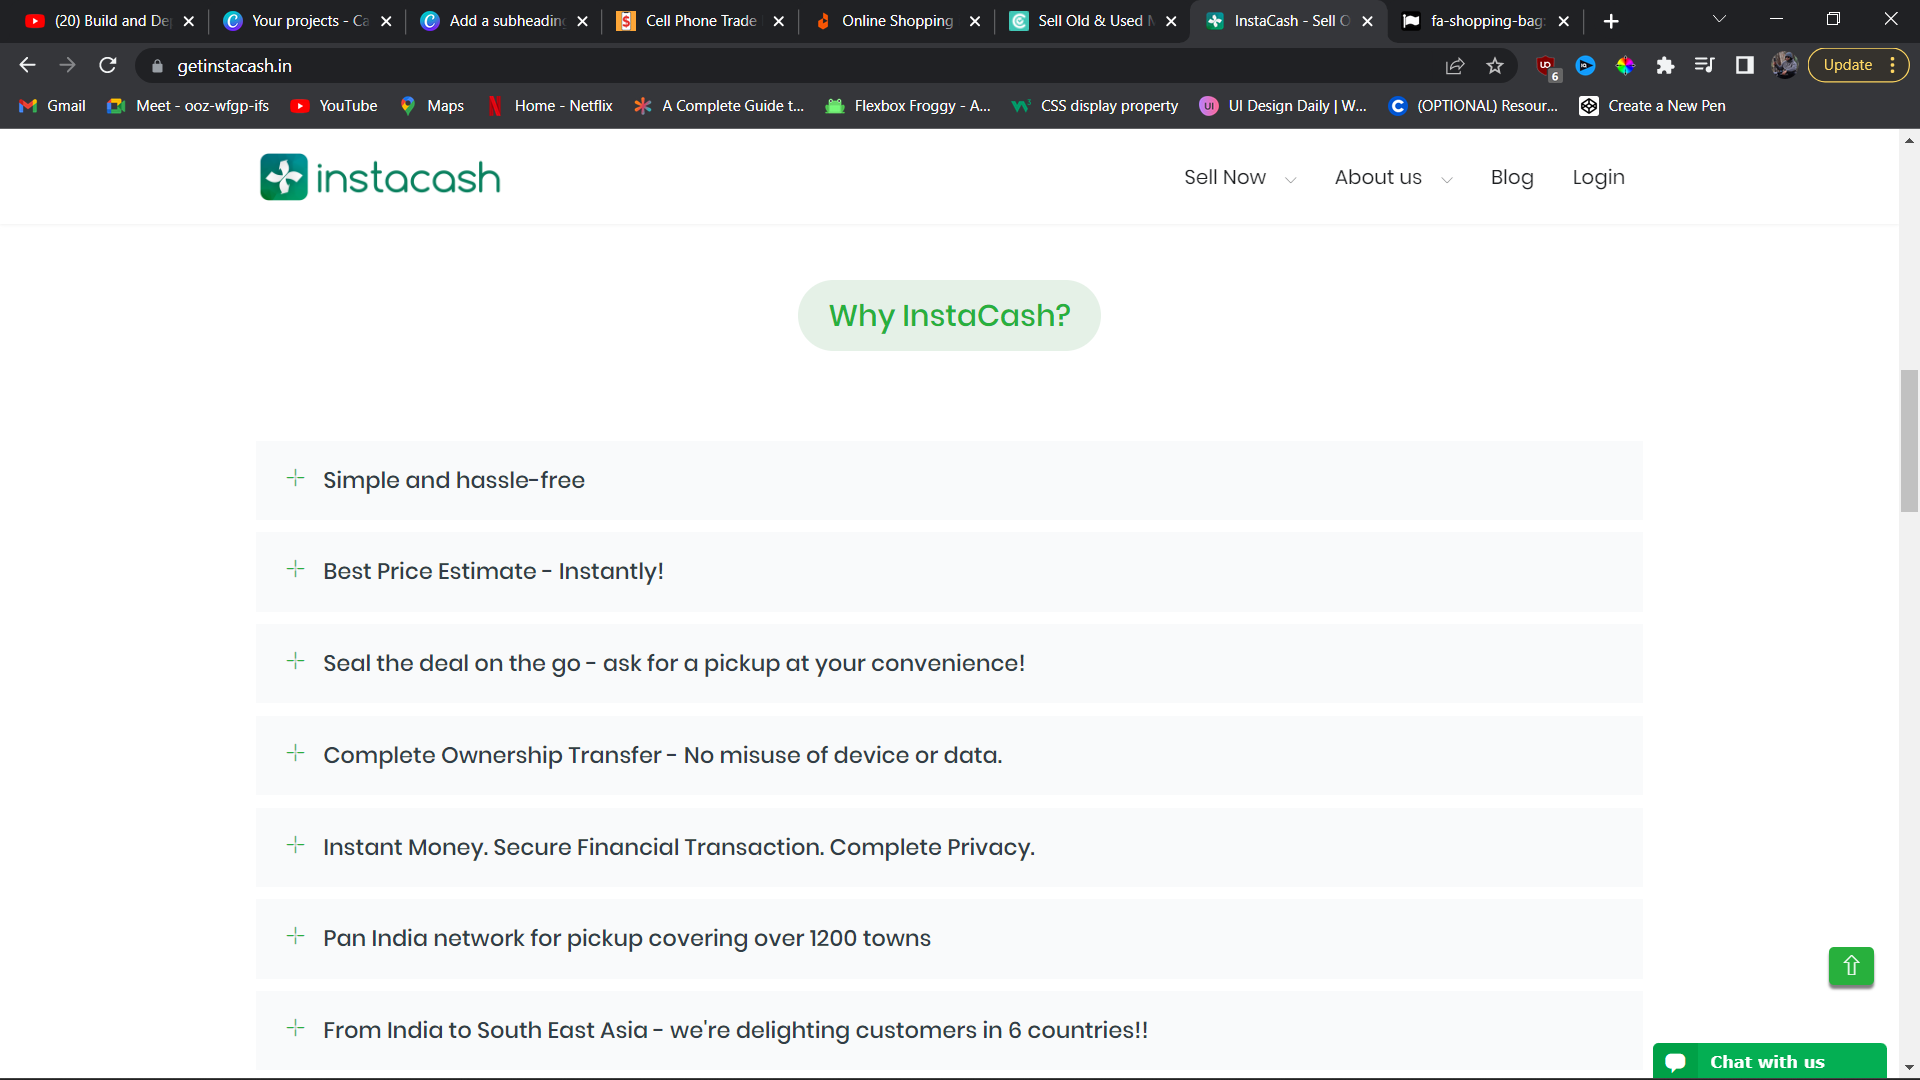 (20) Build and De
Your projects - Ca
Add a subheading
Cell Phone Trade
Online Shopping
Sell Old & Used M
InstaCash - Sell O
fa-shopping-bag:
getinstacash.in
6
Update
Gmail
Meet - ooz-wfgp-ifs
YouTube
Maps
Home - Netflix
A Complete Guide t...
Flexbox Froggy - A...
CSS display property
UI UI Design Daily | W...
(OPTIONAL) Resour...
Create a New Pen
instacash
Sell Now
About us
Blog
Login
Why InstaCash?
Simple and hassle-free
Best Price Estimate - Instantly!
Seal the deal on the go - ask for a pickup at your convenience!
Complete Ownership Transfer - No misuse of device or data.
Instant Money. Secure Financial Transaction. Complete Privacy.
Pan India network for pickup covering over 1200 towns
From India to South East Asia - we're delighting customers in 6 countries!!
Chat with us